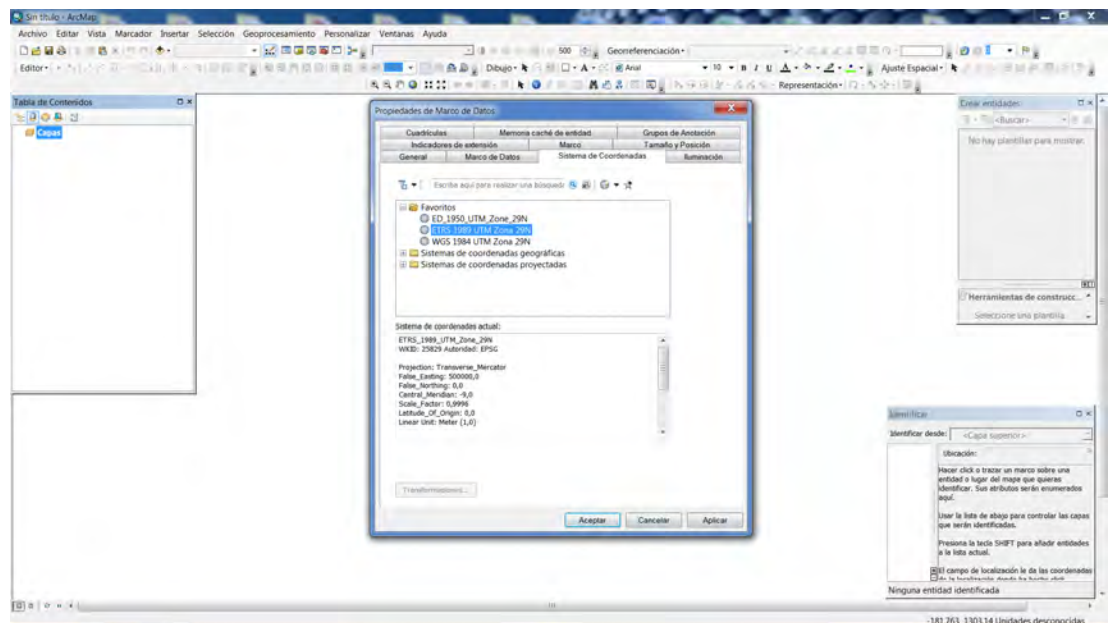 Sin título - ArcMap
Archivo Editar Vista Marcador Insertar Selección Geoprocesamiento Personalizar Ventanas Ayuda
500 Georreferenciación
Editor Dibujo Arial 10 B I U A Ajuste Espacial
Representación
Tabla de Contenidos
Capas
Propiedades de Marco de Datos
Cuadrículas Memoria caché de entidad Grupos de Anotación
Indicadores de extensión Marco Tamaño y Posición
General Marco de Datos Sistema de Coordenadas Iluminación
Escriba aquí para realizar una búsqueda
Favoritos
ED_1950_UTM_Zone_29N
ETRS 1989 UTM Zona 29N
WGS 1984 UTM Zona 29N
Sistemas de coordenadas geográficas
Sistemas de coordenadas proyectadas
Sistema de coordenadas actual:
ETRS_1989_UTM_Zone_29N
WKID: 25829 Autoridad: EPSG
Projection: Transverse_Mercator
False_Easting: 500000,0
False_Northing: 0,0
Central_Meridian: -9,0
Scale_Factor: 0,9996
Latitude_Of_Origin: 0,0
Linear Unit: Meter (1,0)
Transformaciones...
Aceptar Cancelar Aplicar
Crear entidades
<Buscar>
No hay plantillas para mostrar.
Herramientas de construcc...
Seleccione una plantilla.
Identificar
Identificar desde: <Capa superior>
Ubicación:
Hacer click o trazar un marco sobre una
entidad o lugar del mapa que quieras
identificar. Sus atributos serán enumerados
aquí.
Usar la lista de abajo para controlar las capas
que serán identificadas.
Presiona la tecla SHIFT para añadir entidades
a la lista actual.
El campo de localización le da las coordenadas
de la localización donde ha hecho click
Ninguna entidad identificada
-181,263 1303,14 Unidades desconocidas